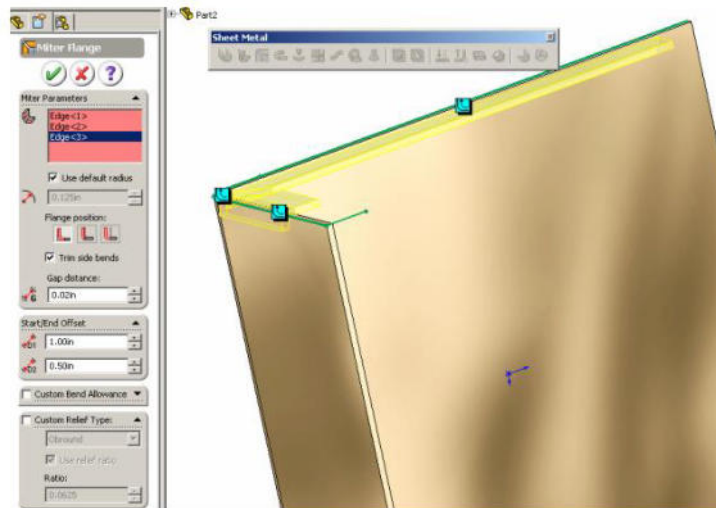 Part2
Sheet Metal
Miter Flange
Miter Parameters
Edge<1>
Edge<2>
Edge<3>
Use default radius
0.125in
Flange position:
Trim side bends
Gap distance:
0.02in
Start/End Offset
1.00in
0.50in
Custom Bend Allowance
Custom Relief Type:
Obround
Use relief ratio
Ratio:
0.0625